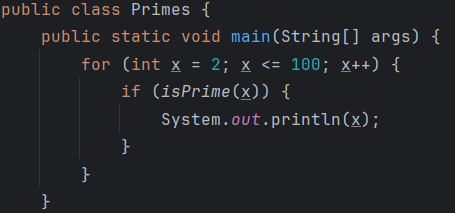 public class Primes {
    public static void main(String[] args) {
        for (int x = 2; x <= 100; x++) {
            if (isPrime(x)) {
                System.out.println(x);
            }
        }
    }